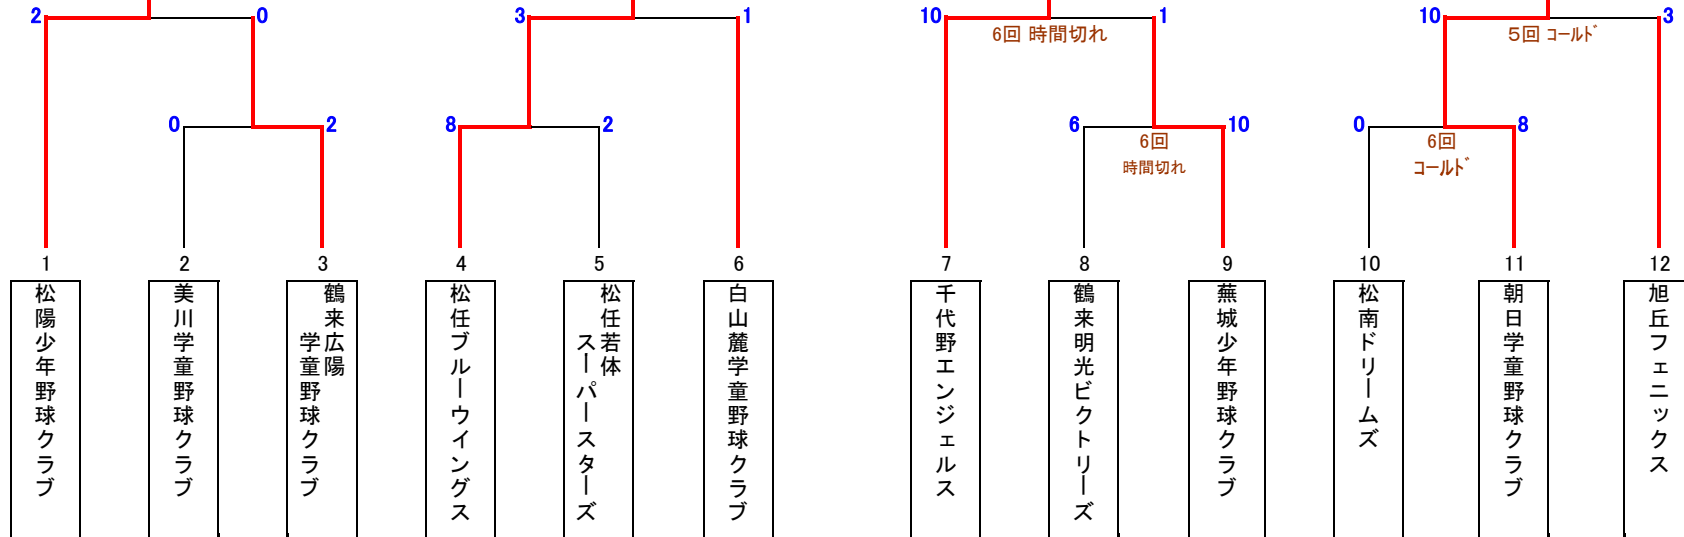 2 0 3 1 10 1 10 3
6回 時間切れ
5回 コールド
0 2 8 2 6 10 0 8
6回
時間切れ
6回
コールド
1 2 3 4 5 6 7 8 9 10 11 12
松陽少年野球クラブ
美川学童野球クラブ
鶴来広陽
学童野球クラブ
松任ブルーウイングス
松任若体
スーパースターズ
白山麓学童野球クラブ
千代野エンジェルス
鶴来明光ビクトリーズ
蕪城少年野球クラブ
松南ドリームズ
朝日学童野球クラブ
旭丘フェニックス